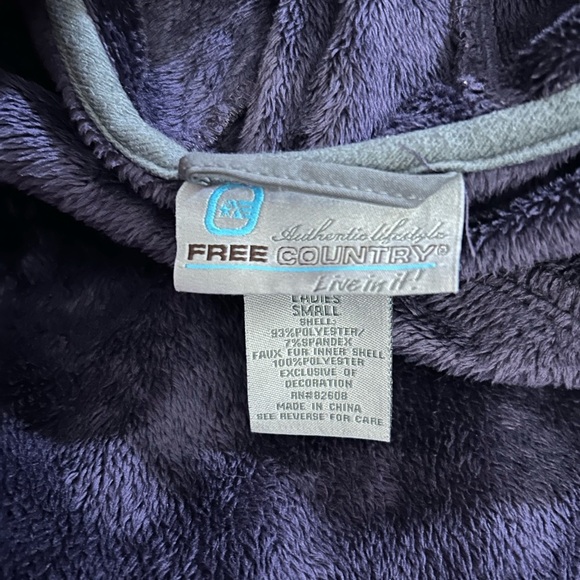 Authentic lifestyle
FREE COUNTRY®
Live in it!
LADIES
SMALL
SHELL:
93%POLYESTER/
7%SPANDEX
FAUX FUR INNER SHELL
100%POLYESTER
EXCLUSIVE OF
DECORATION
RN#82608
MADE IN CHINA
SEE REVERSE FOR CARE